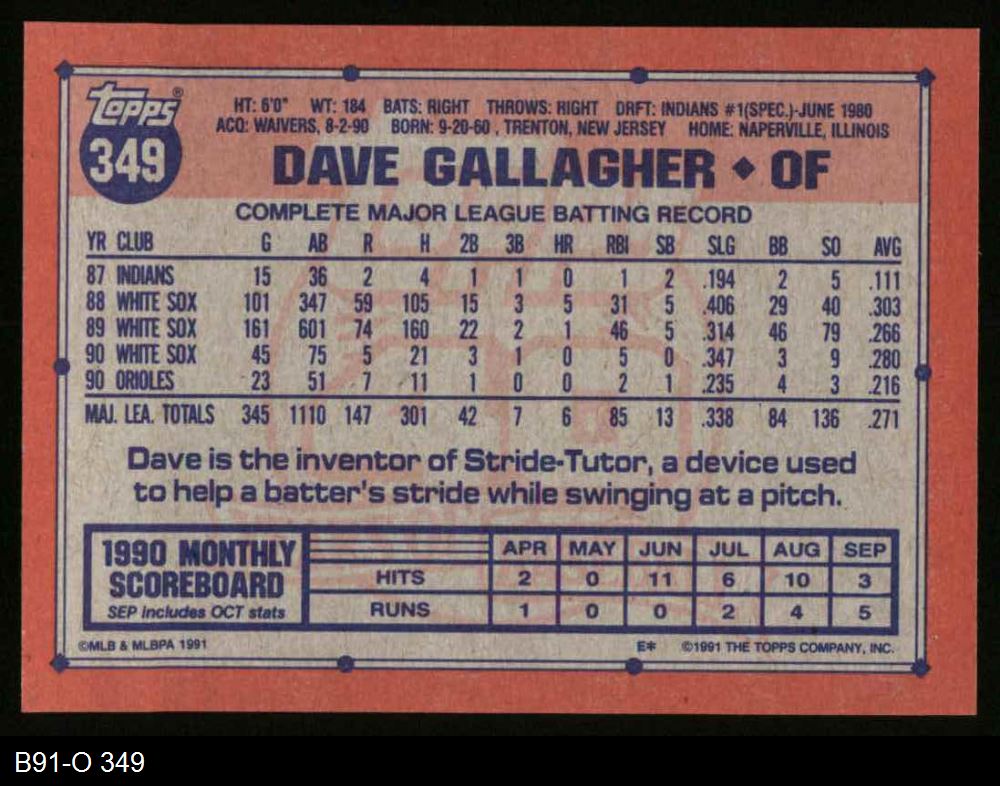 topps®
349
HT: 6'0" WT: 184 BATS: RIGHT THROWS: RIGHT DRFT: INDIANS #1(SPEC.)-JUNE 1980
ACQ: WAIVERS, 8-2-90 BORN: 9-20-60 , TRENTON, NEW JERSEY HOME: NAPERVILLE, ILLINOIS
DAVE GALLAGHER ◆ OF
COMPLETE MAJOR LEAGUE BATTING RECORD
YR CLUB G AB R H 2B 3B HR RBI SB SLG BB SO AVG
87 INDIANS 15 36 2 4 1 1 0 1 2 .194 2 5 .111
88 WHITE SOX 101 347 59 105 15 3 5 31 5 .406 29 40 .303
89 WHITE SOX 161 601 74 160 22 2 1 46 5 .314 46 79 .266
90 WHITE SOX 45 75 5 21 3 1 0 5 0 .347 3 9 .280
90 ORIOLES 23 51 7 11 1 0 0 2 1 .235 4 3 .216
MAJ. LEA. TOTALS 345 1110 147 301 42 7 6 85 13 .338 84 136 .271
Dave is the inventor of Stride-Tutor, a device used
to help a batter's stride while swinging at a pitch.
1990 MONTHLY
SCOREBOARD
SEP includes OCT stats
APR MAY JUN JUL AUG SEP
HITS 2 0 11 6 10 3
RUNS 1 0 0 2 4 5
©MLB & MLBPA 1991 E* ©1991 THE TOPPS COMPANY, INC.
B91-O 349